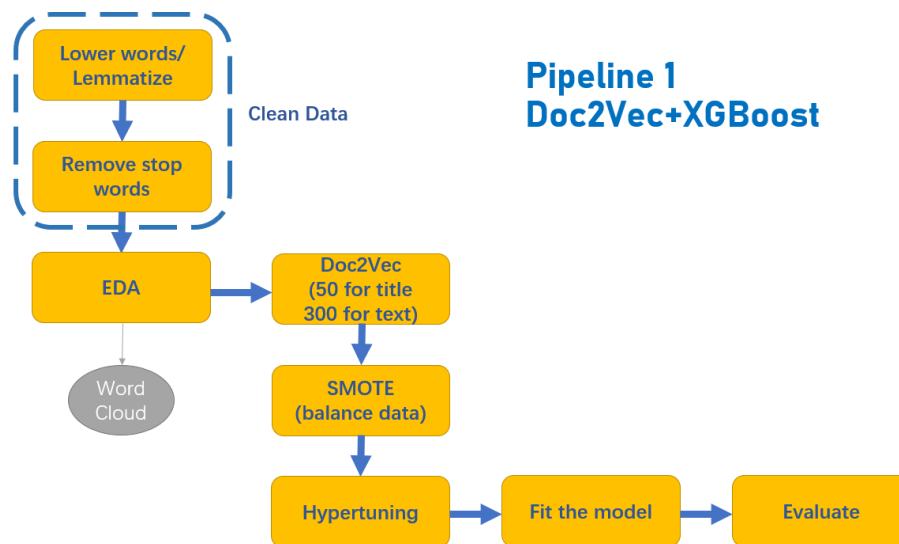 Lower words/
Lemmatize
Pipeline 1
Doc2Vec+XGBoost
Clean Data
Remove stop
words
EDA
Doc2Vec
(50 for title
300 for text)
Word
Cloud
SMOTE
(balance data)
Hypertuning
Fit the model
Evaluate